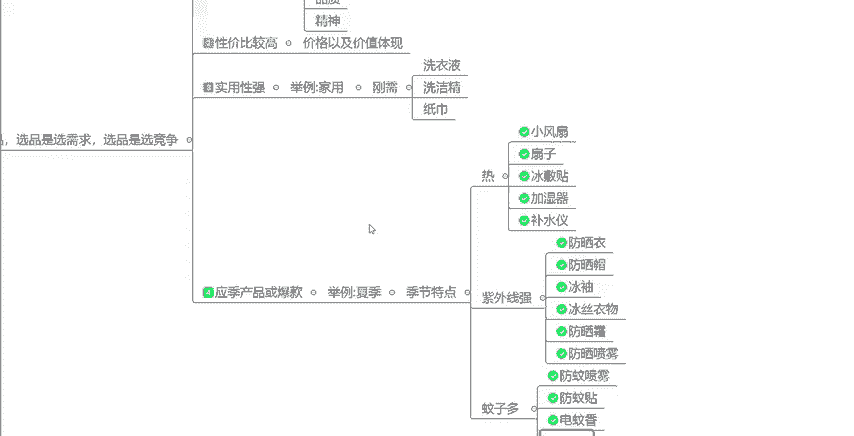 品质
精神
性价比较高 价格以及价值体现
实用性强 举例:家用 刚需
洗衣液
洗洁精
纸巾
选品是选需求，选品是选竞争
4 应季产品或爆款 举例:夏季 季节特点
热
小风扇
扇子
冰敷贴
加湿器
补水仪
紫外线强
防晒衣
防晒帽
冰袖
冰丝衣物
防晒霜
防晒喷雾
蚊子多
防蚊喷雾
防蚊贴
电蚊香